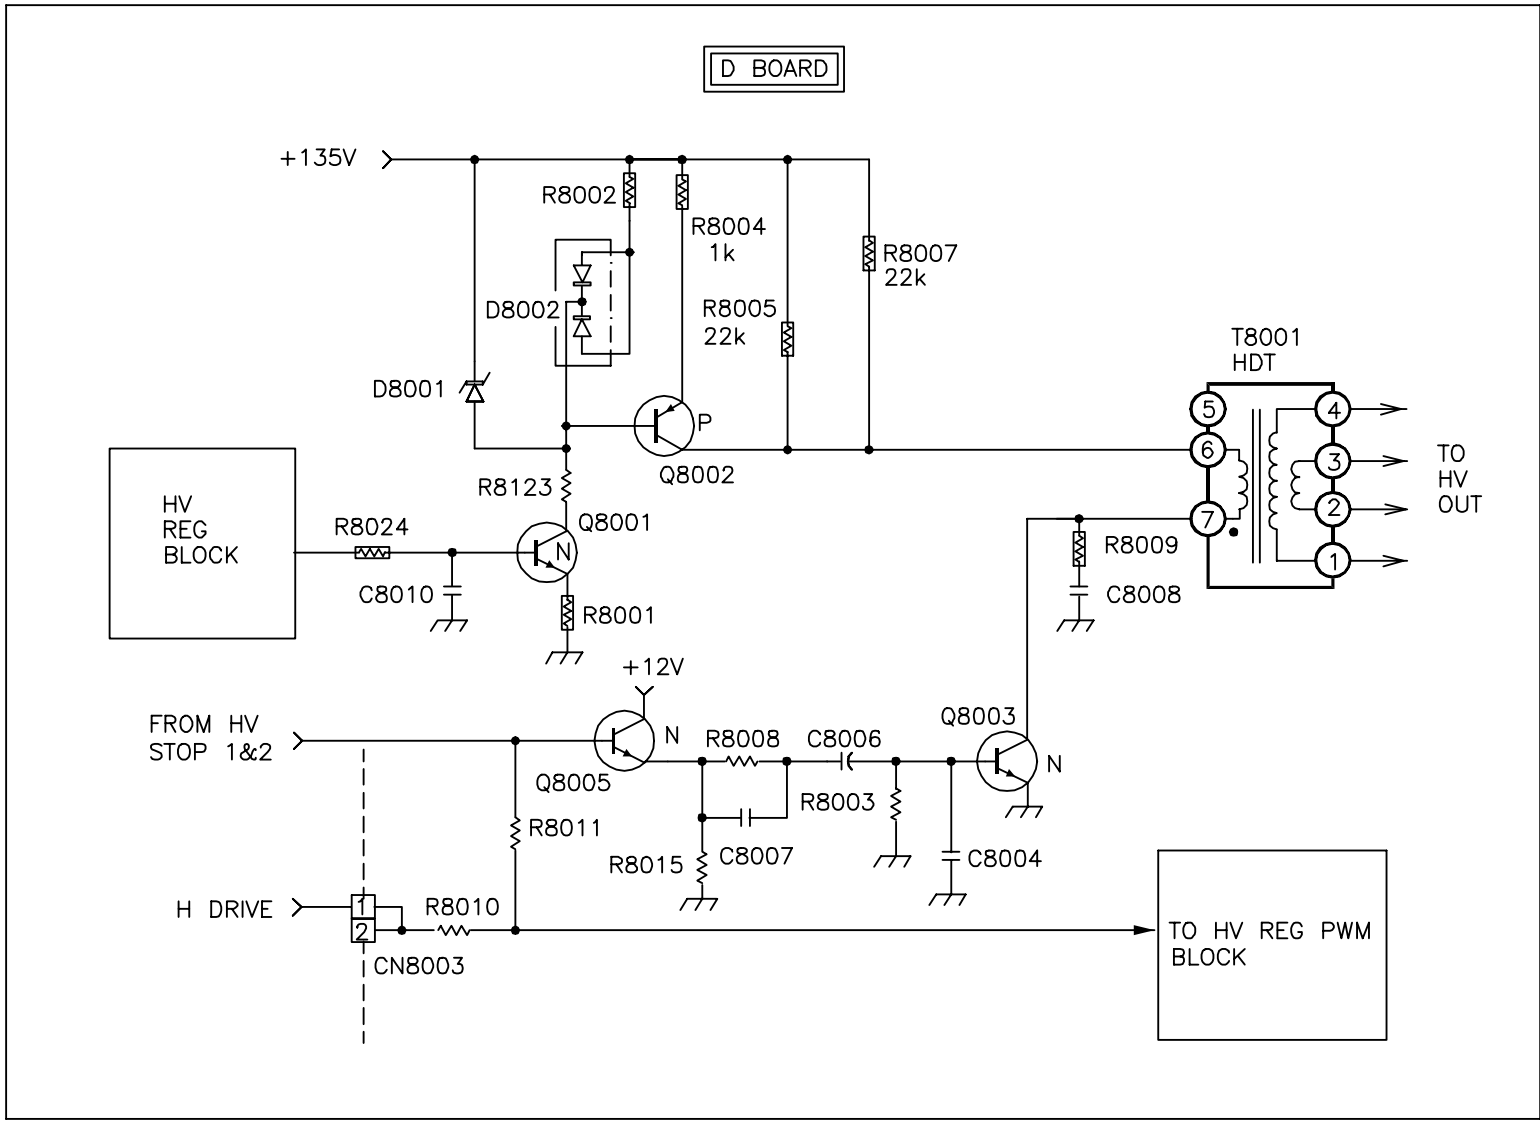 D BOARD
+135V
R8002
R8004
1k
R8007
22k
D8002
R8005
22k
T8001
HDT
D8001
P
5
4
6
3
2
7
1
TO
HV
OUT
Q8002
R8123
HV
REG
BLOCK
R8024
Q8001
N
R8009
C8010
R8001
C8008
+12V
FROM HV
STOP 1&2
N
Q8005
R8008
C8006
Q8003
N
R8003
R8011
R8015
C8007
C8004
H DRIVE
1
2
R8010
CN8003
TO HV REG PWM
BLOCK